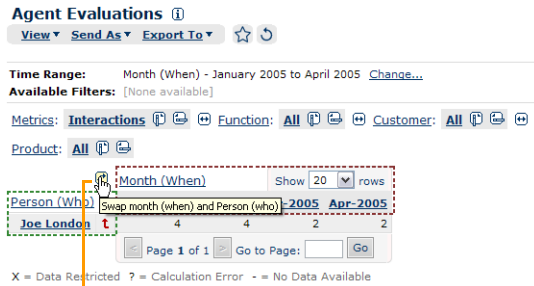 Agent Evaluations
View Send As Export To
Time Range: Month (When) - January 2005 to April 2005 Change...
Available Filters: [None available]
Metrics: Interactions Function: All Customer: All
Product: All
Month (When) Show 20 rows
Person (Who) Swap month (when) and Person (who) -2005 Apr-2005
Joe London 4 4 2 2
< Page 1 of 1 > Go to Page: Go
X = Data Restricted ? = Calculation Error - = No Data Available